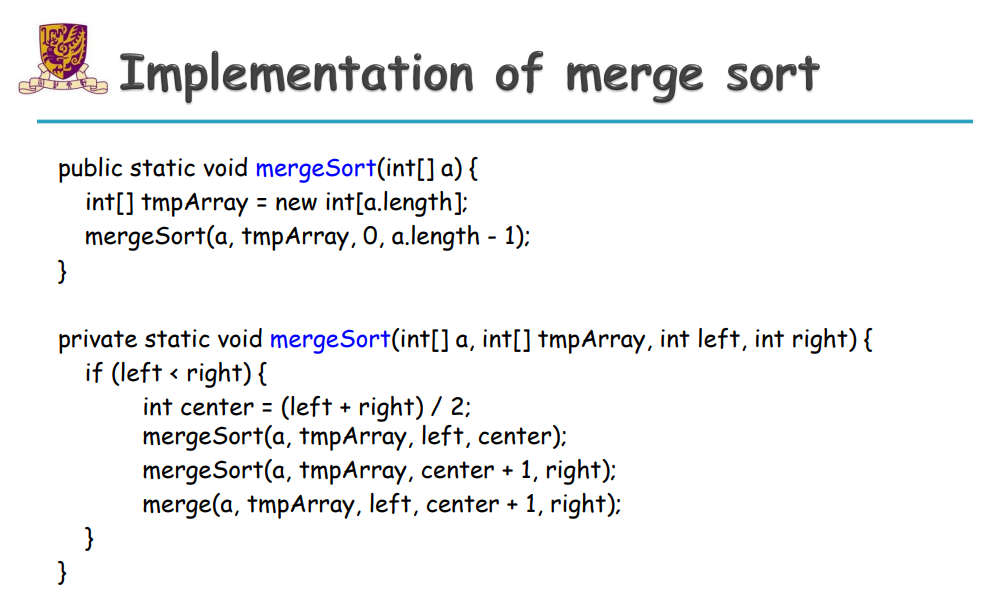 Implementation of merge sort
public static void mergeSort(int[] a) {
int[] tmpArray = new int[a.length];
mergeSort(a, tmpArray, 0, a.length - 1);
}
private static void mergeSort(int[] a, int[] tmpArray, int left, int right) {
if (left < right) {
int center = (left + right) / 2;
mergeSort(a, tmpArray, left, center);
mergeSort(a, tmpArray, center + 1, right);
merge(a, tmpArray, left, center + 1, right);
}
}